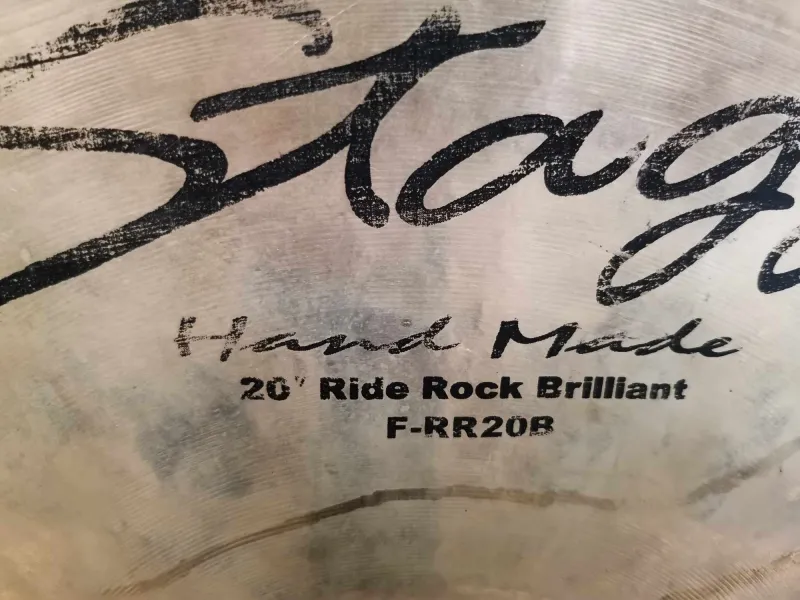 Stag
Hand Made
20" Ride Rock Brilliant
F-RR20B